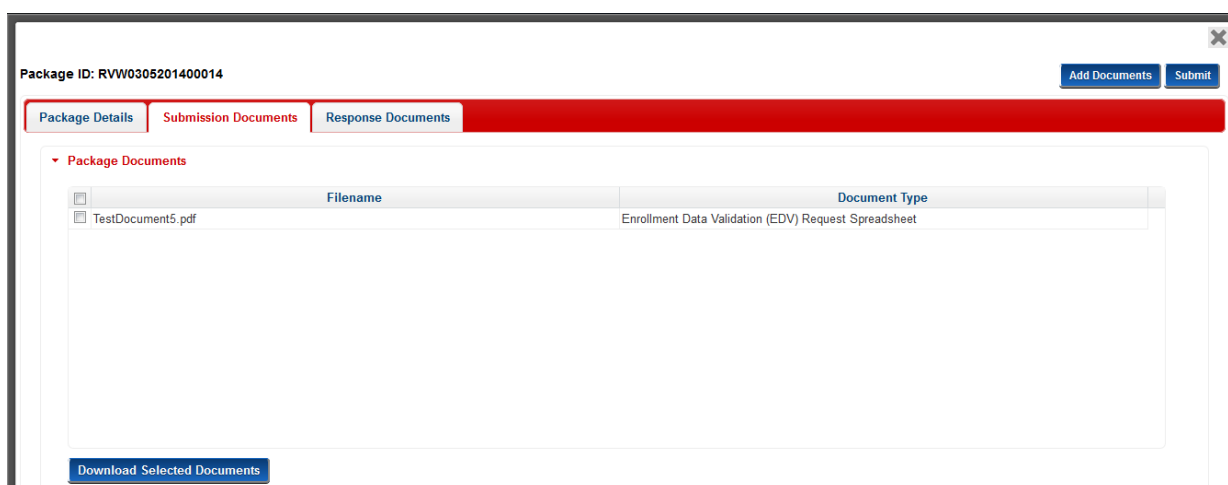 Package ID: RVW0305201400014
Add Documents Submit
Package Details Submission Documents Response Documents
Package Documents
Filename Document Type
TestDocument5.pdf Enrollment Data Validation (EDV) Request Spreadsheet
Download Selected Documents